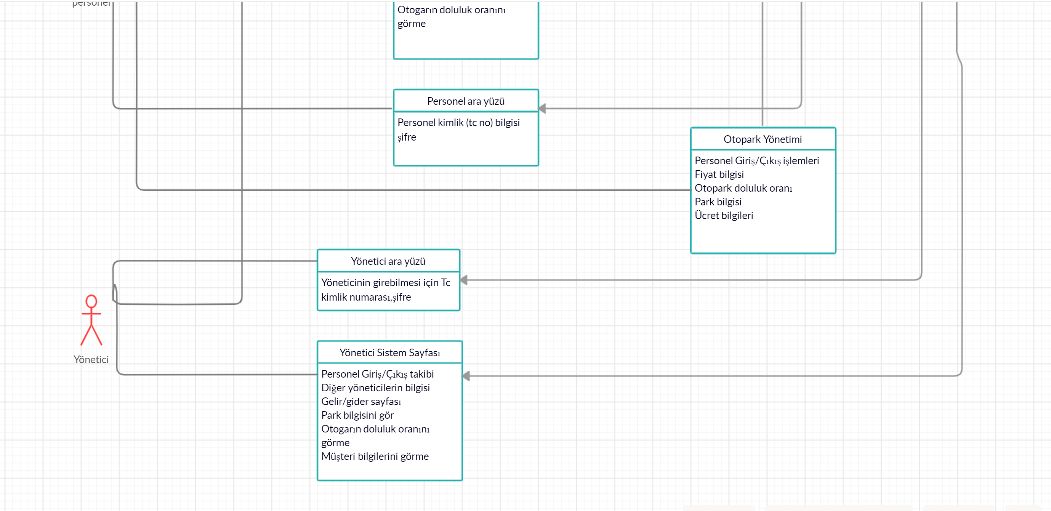 personel
Otogarın doluluk oranını
görme
Personel ara yüzü
Personel kimlik (tc no) bilgisi
şifre
Otopark Yönetimi
Personel Giriş/Çıkış işlemleri
Fiyat bilgisi
Otopark doluluk oranı
Park bilgisi
Ücret bilgileri
Yönetici ara yüzü
Yöneticinin girebilmesi için Tc
kimlik numarası,şifre
Yönetici
Yönetici Sistem Sayfası
Personel Giriş/Çıkış takibi
Diğer yöneticilerin bilgisi
Gelir/gider sayfası
Park bilgisini gör
Otogarın doluluk oranını
görme
Müşteri bilgilerini görme